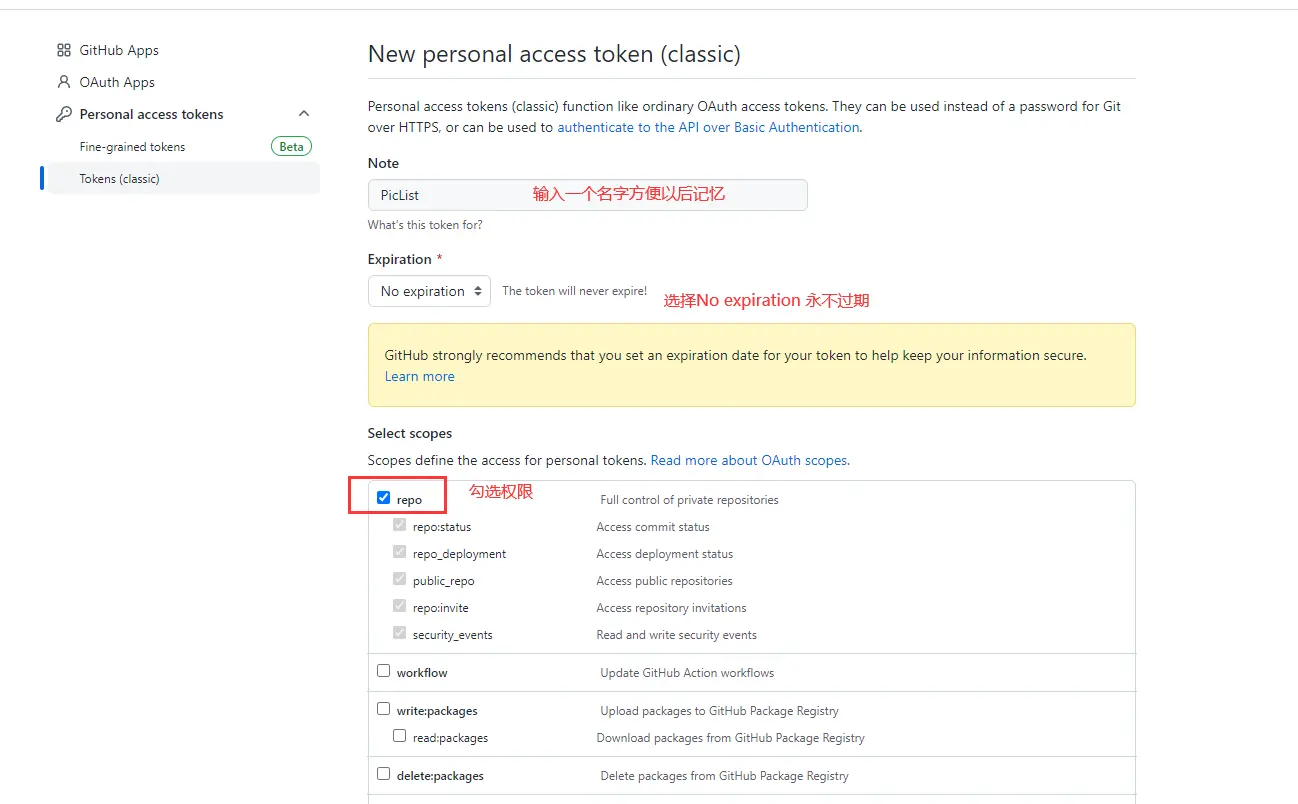 GitHub Apps
OAuth Apps
Personal access tokens
Fine-grained tokens
Beta
Tokens (classic)
New personal access token (classic)
Personal access tokens (classic) function like ordinary OAuth access tokens. They can be used instead of a password for Git
over HTTPS, or can be used to authenticate to the API over Basic Authentication.
Note
PicList 输入一个名字方便以后记忆
What's this token for?
Expiration *
No expiration The token will never expire! 选择No expiration 永不过期
GitHub strongly recommends that you set an expiration date for your token to help keep your information secure.
Learn more
Select scopes
Scopes define the access for personal tokens. Read more about OAuth scopes.
repo 勾选权限 Full control of private repositories
repo:status Access commit status
repo_deployment Access deployment status
public_repo Access public repositories
repo:invite Access repository invitations
security_events Read and write security events
workflow Update GitHub Action workflows
write:packages Upload packages to GitHub Package Registry
read:packages Download packages from GitHub Package Registry
delete:packages Delete packages from GitHub Package Registry